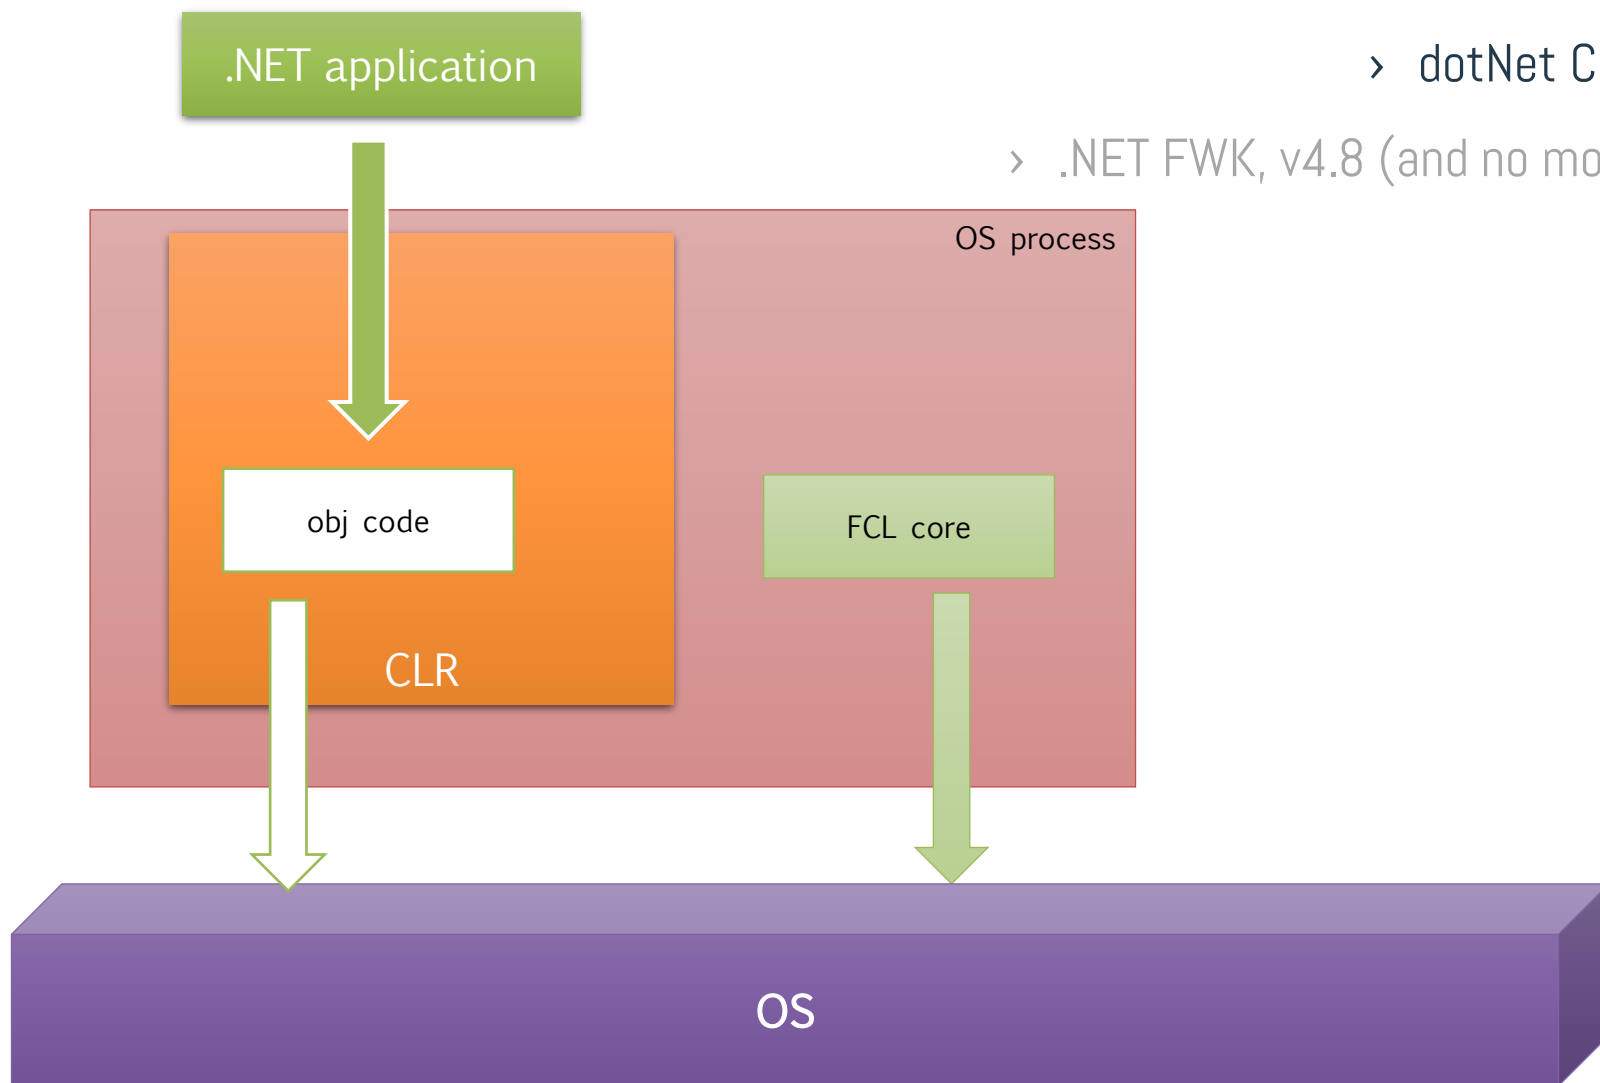 .NET application
› dotNet C
› .NET FWK, v4.8 (and no mo
OS process
obj code
FCL core
CLR
OS